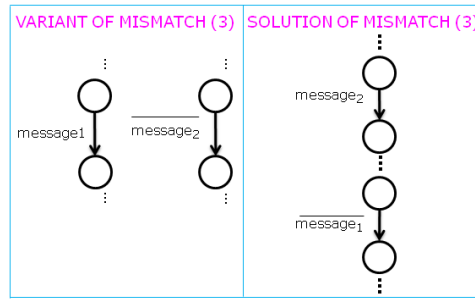 VARIANT OF MISMATCH (3)
SOLUTION OF MISMATCH (3)
message1
message2
message2
message1